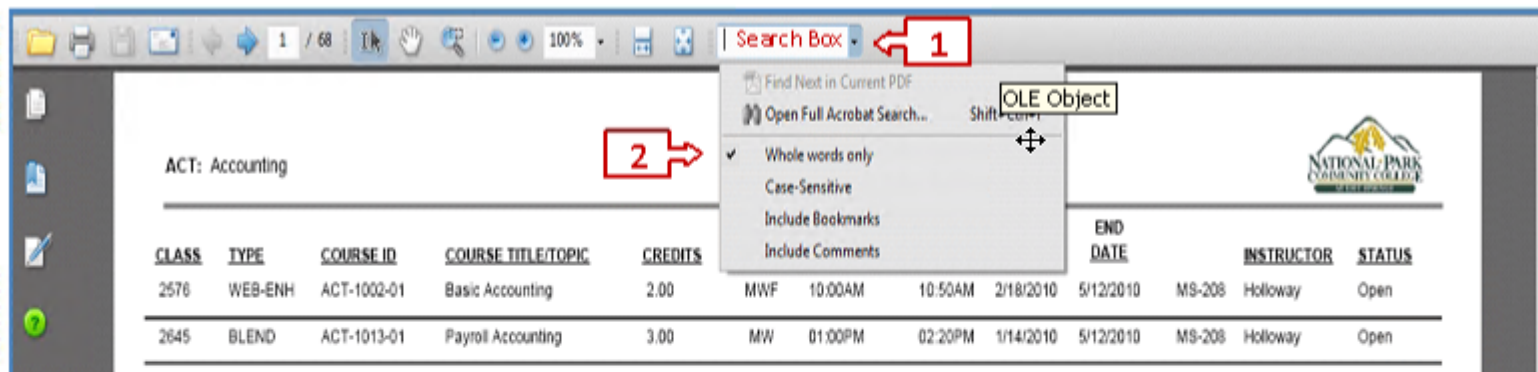 1 / 68 100% Search Box 1
Find Next in Current PDF
OLE Object
Open Full Acrobat Search...
2
Whole words only
ACT: Accounting
Case-Sensitive
Include Bookmarks
Include Comments
NATIONAL PARK
COMMUNITY COLLEGE
CLASS TYPE COURSE ID COURSE TITLE/TOPIC CREDITS END DATE INSTRUCTOR STATUS
2576 WEB-ENH ACT-1002-01 Basic Accounting 2.00 MWF 10:00AM 10:50AM 2/18/2010 5/12/2010 MS-208 Holloway Open
2645 BLEND ACT-1013-01 Payroll Accounting 3.00 MW 01:00PM 02:20PM 1/14/2010 5/12/2010 MS-208 Holloway Open